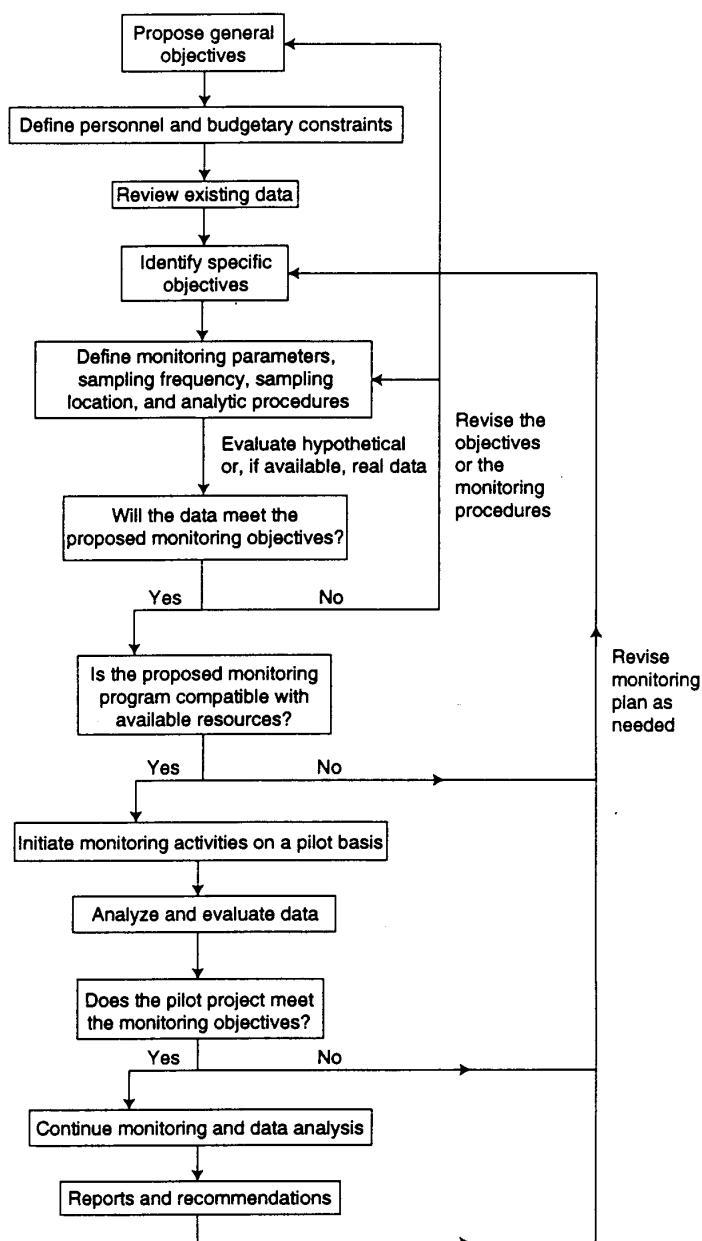 Propose general
objectives
Define personnel and budgetary constraints
Review existing data
Identify specific
objectives
Define monitoring parameters,
sampling frequency, sampling
location, and analytic procedures
Revise the
objectives
or the
monitoring
procedures
Evaluate hypothetical
or, if available, real data
Will the data meet the
proposed monitoring objectives?
Yes
No
Is the proposed monitoring
program compatible with
available resources?
Revise
monitoring
plan as
needed
Yes
No
Initiate monitoring activities on a pilot basis
Analyze and evaluate data
Does the pilot project meet
the monitoring objectives?
Yes
No
Continue monitoring and data analysis
Reports and recommendations